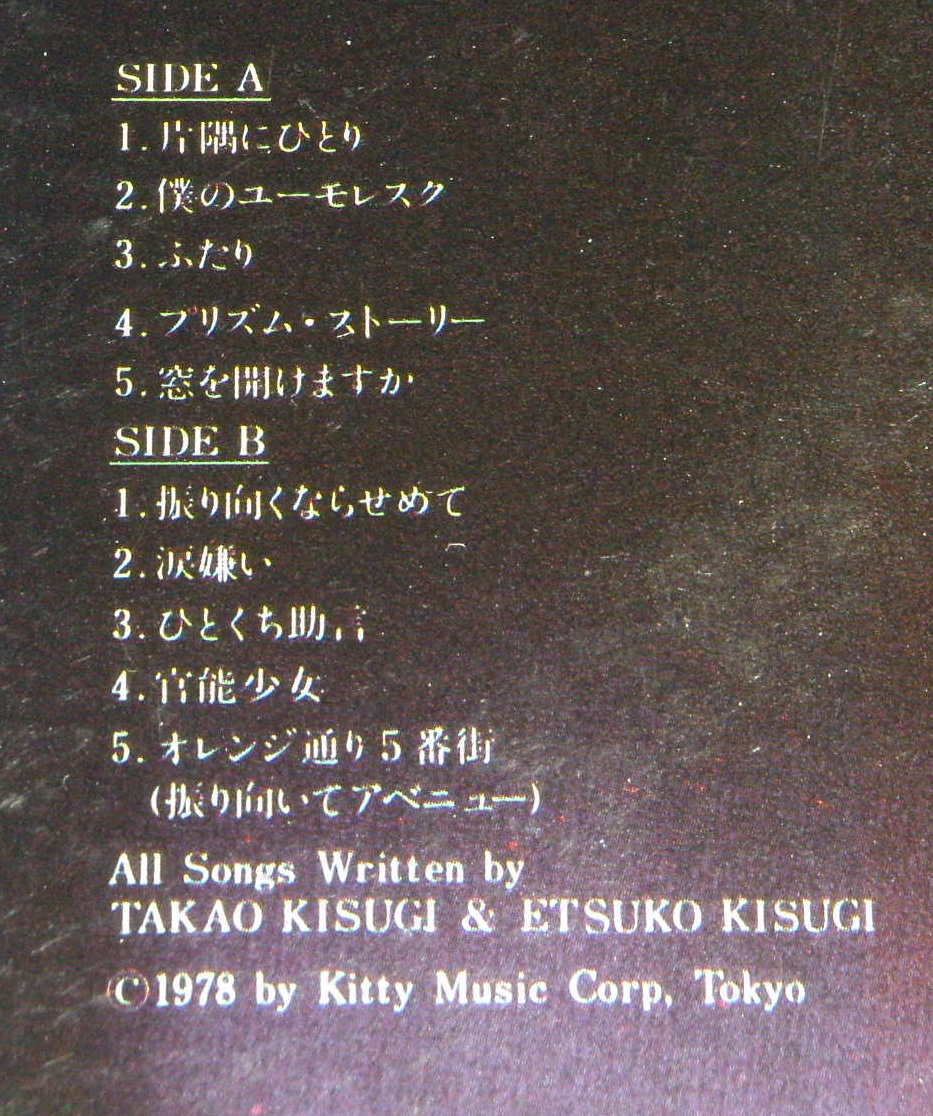 SIDE A
1. 片隅にひとり
2. 僕のユーモレスク
3. ふたり
4. プリズム・ストーリー
5. 窓を開けますか
SIDE B
1. 振り向くならせめて
2. 涙嫌い
3. ひとくち助言
4. 官能少女
5. オレンジ通り5番街
(振り向いてアベニュー)
All Songs Written by
TAKAO KISUGI & ETSUKO KISUGI
©1978 by Kitty Music Corp, Tokyo